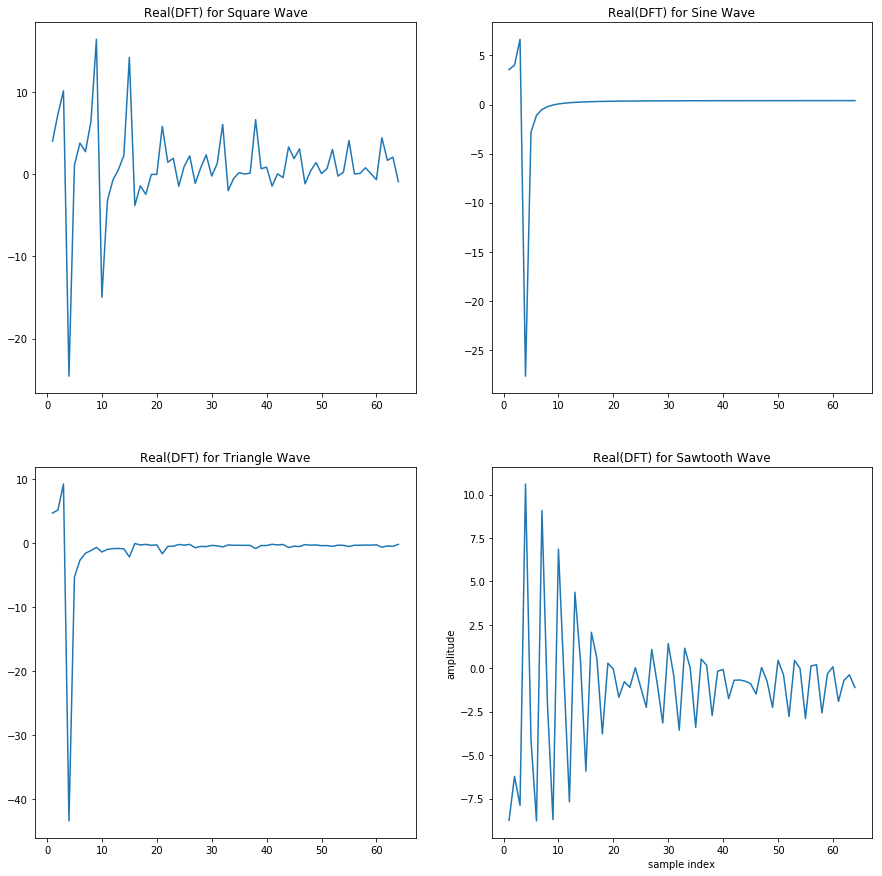 Real(DFT) for Square Wave
10
0
−10
−20
0 10 20 30 40 50 60
Real(DFT) for Sine Wave
5
0
−5
−10
−15
−20
−25
0 10 20 30 40 50 60
Real(DFT) for Triangle Wave
10
0
−10
−20
−30
−40
0 10 20 30 40 50 60
Real(DFT) for Sawtooth Wave
amplitude
10.0
7.5
5.0
2.5
0.0
−2.5
−5.0
−7.5
0 10 20 30 40 50 60
sample index